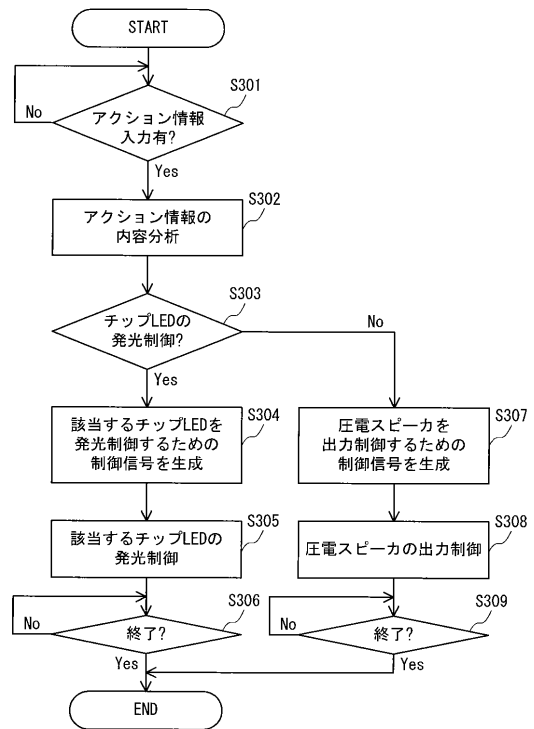 START
S301
アクション情報
入力有?
No
Yes
S302
アクション情報の
内容分析
S303
チップLEDの
発光制御?
No
Yes
S304
該当するチップLEDを
発光制御するための
制御信号を生成
S307
圧電スピーカを
出力制御するための
制御信号を生成
S305
該当するチップLEDの
発光制御
S308
圧電スピーカの出力制御
S306
終了?
No
Yes
S309
終了?
No
Yes
END